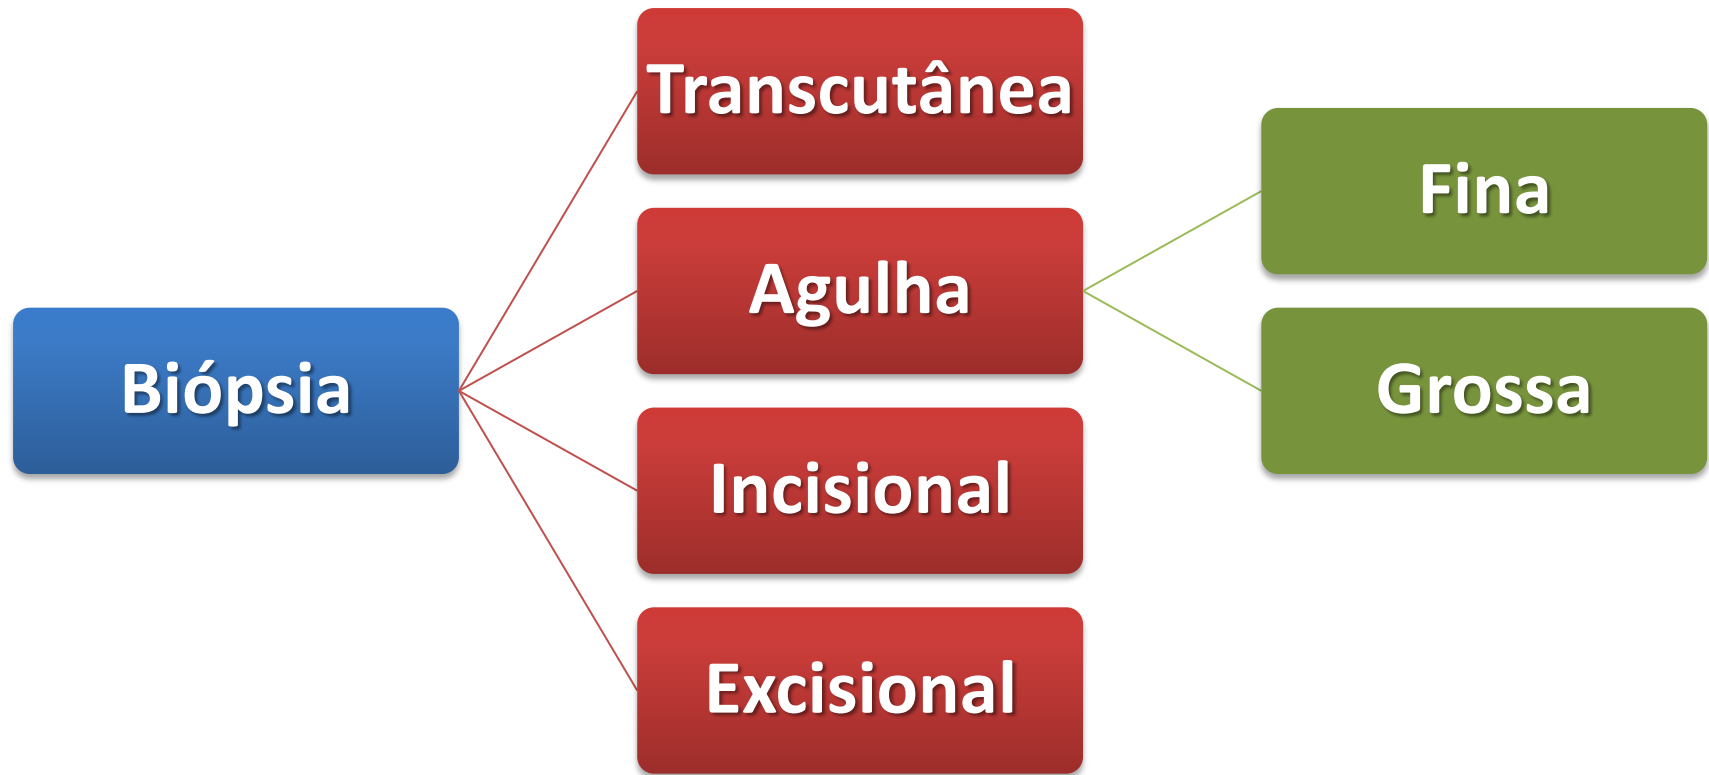 Biópsia
Transcutânea
Agulha
Incisional
Excisional
Fina
Grossa